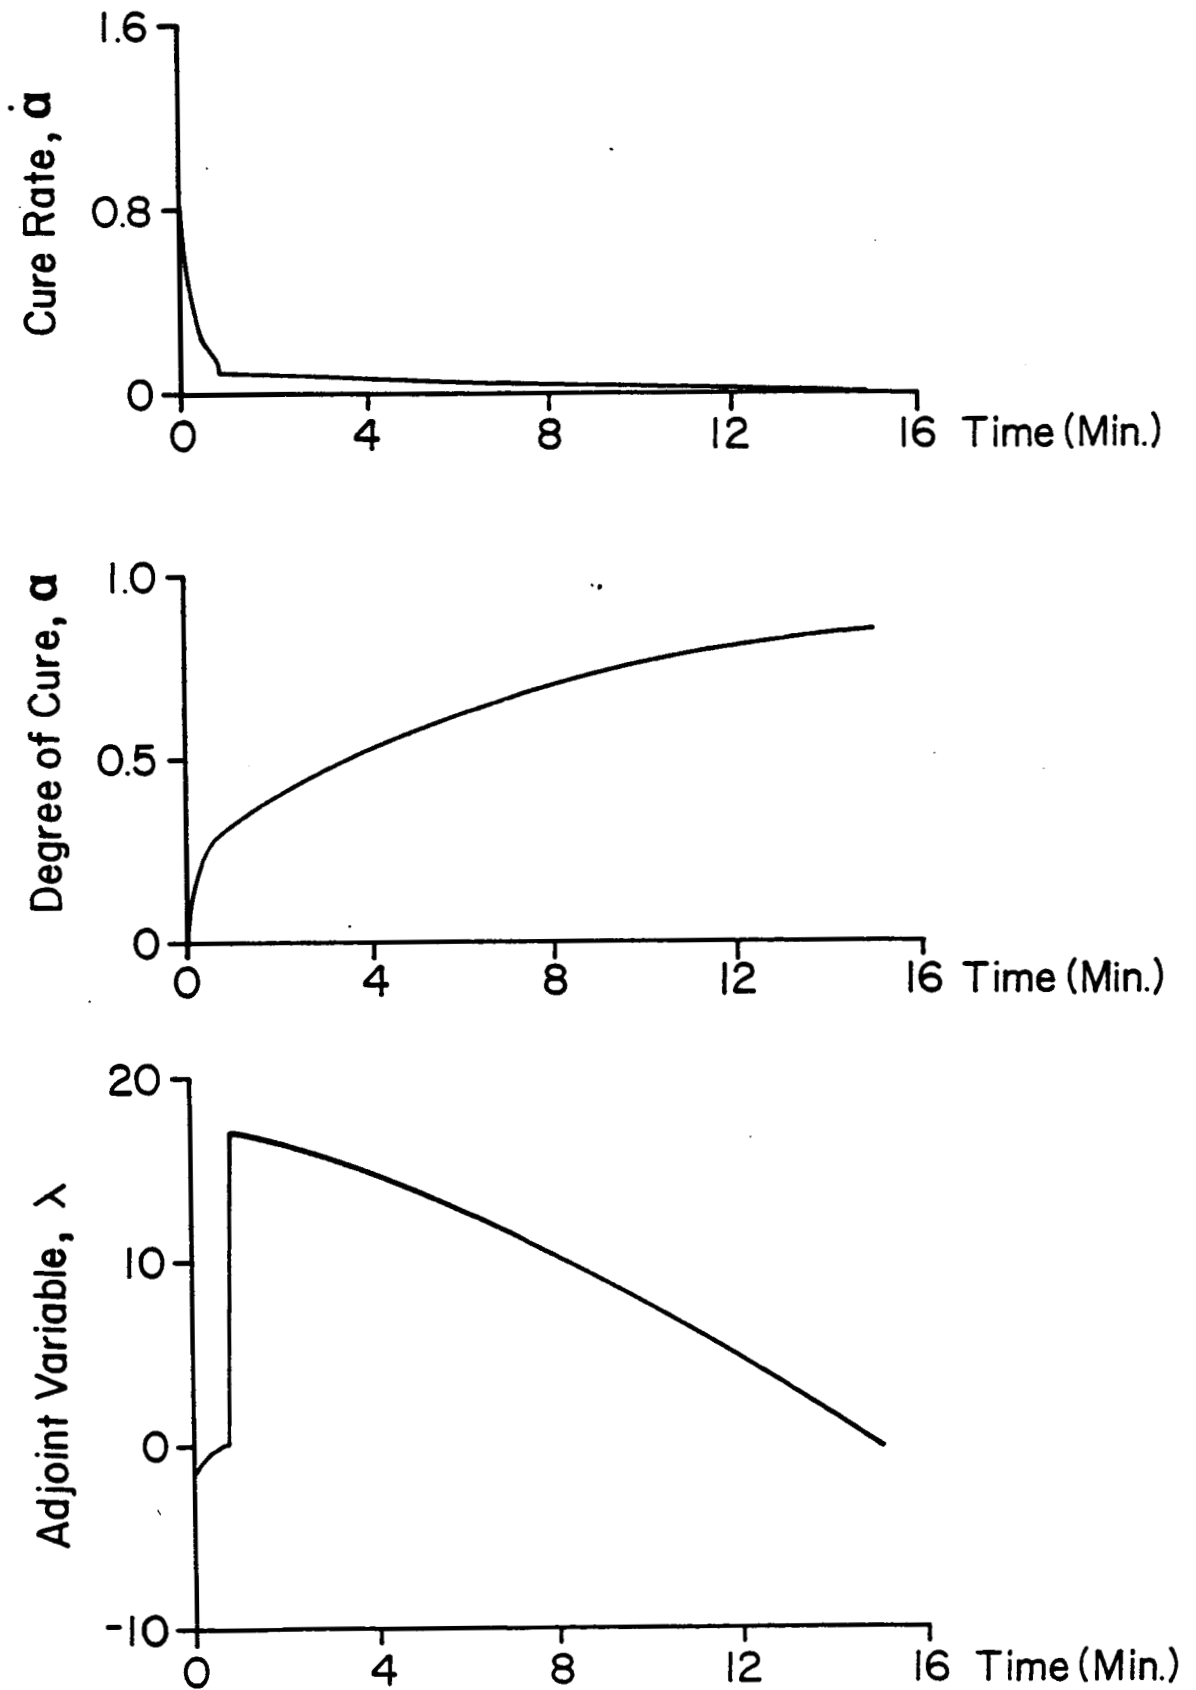 Cure Rate, α̇
1.6
0.8
0
0 4 8 12 16 Time (Min.)
Degree of Cure, α
1.0
0.5
0
0 4 8 12 16 Time (Min.)
Adjoint Variable, λ
20
10
0
-10
0 4 8 12 16 Time (Min.)